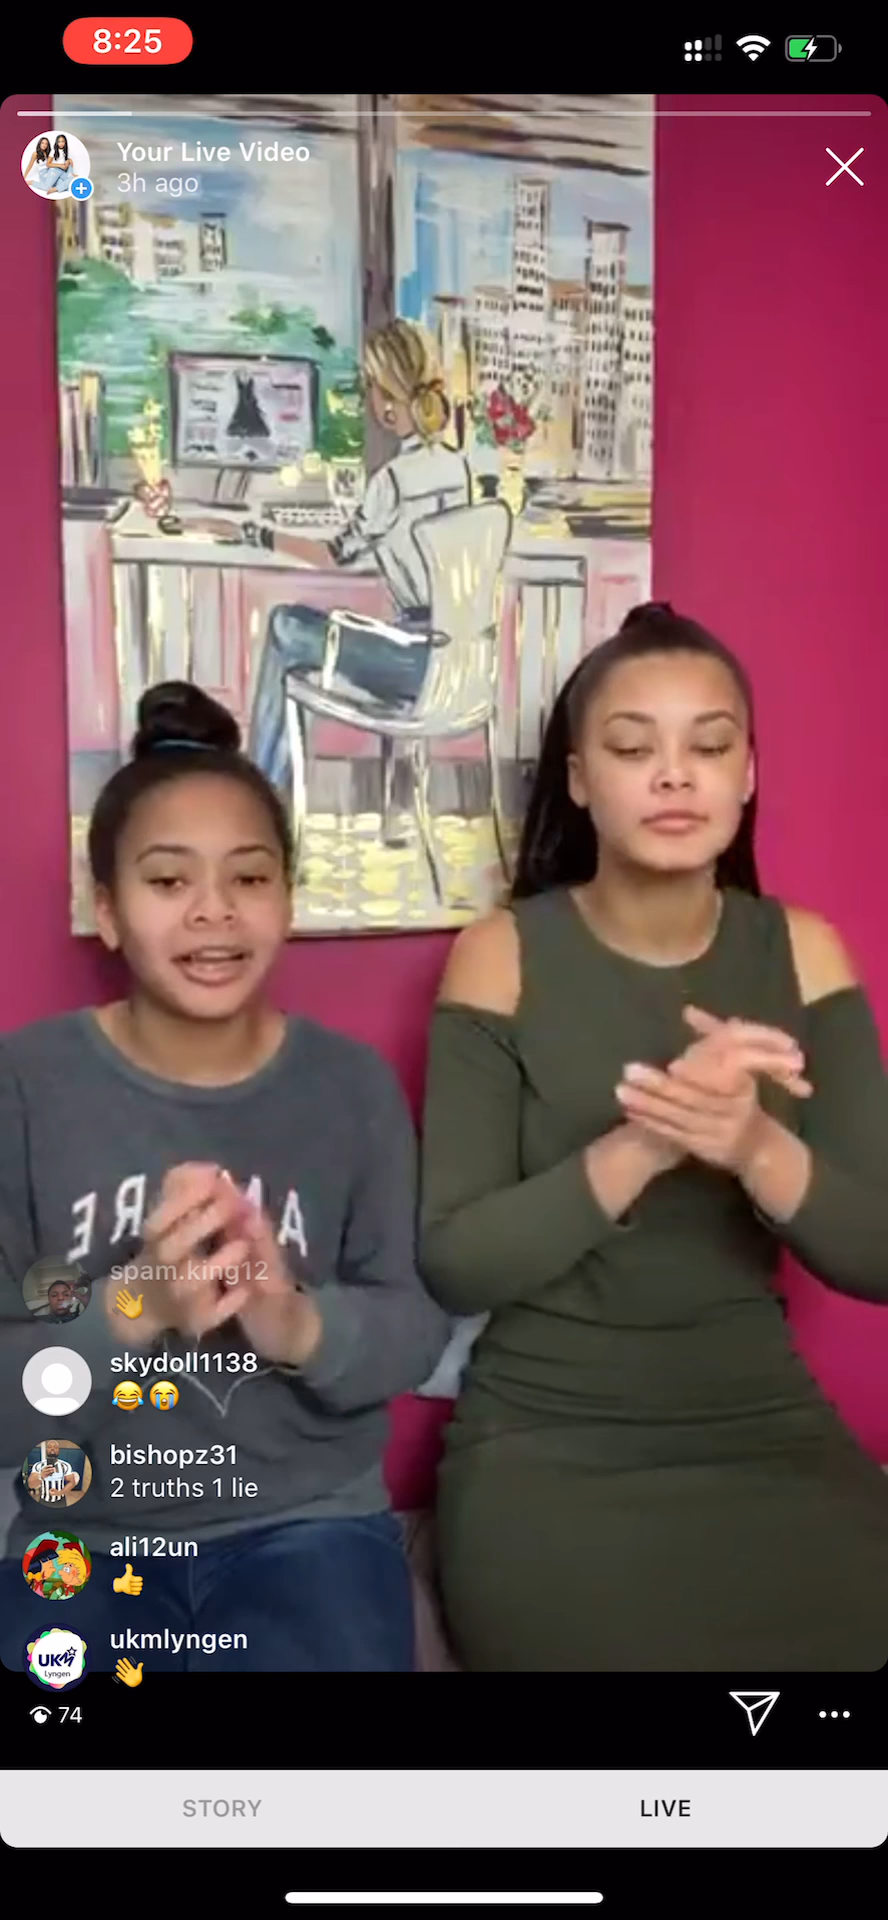 8:25
Your Live Video
3h ago
spam.king12
👋
skydoll1138
😂😭
bishopz31
2 truths 1 lie
ali12un
👍
ukmlyngen
👋
UKM
Lyngen
74
STORY
LIVE